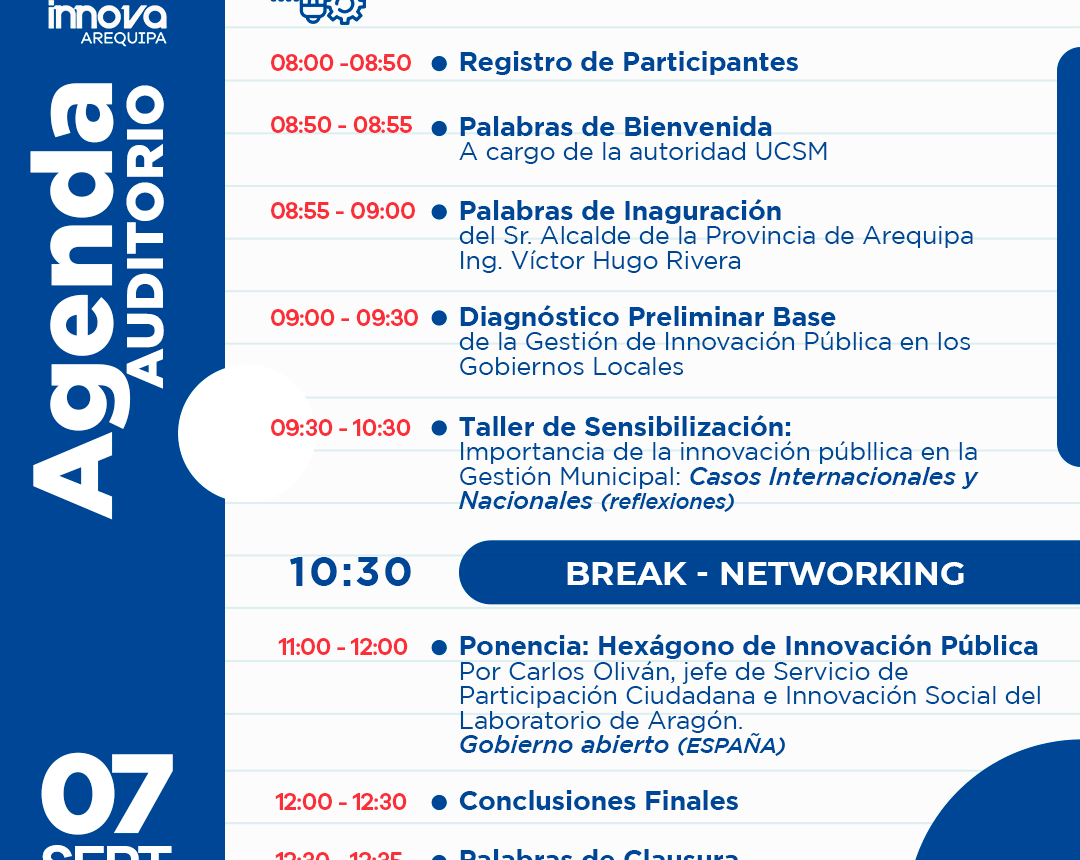 innova
AREQUIPA
Agenda
AUDITORIO
07
SEPT
08:00 -08:50
Registro de Participantes
08:50 - 08:55
Palabras de Bienvenida
A cargo de la autoridad UCSM
08:55 - 09:00
Palabras de Inaguración
del Sr. Alcalde de la Provincia de Arequipa
Ing. Víctor Hugo Rivera
09:00 - 09:30
Diagnóstico Preliminar Base
de la Gestión de Innovación Pública en los
Gobiernos Locales
09:30 - 10:30
Taller de Sensibilización:
Importancia de la innovación públlica en la
Gestión Municipal: Casos Internacionales y
Nacionales (reflexiones)
10:30
BREAK - NETWORKING
11:00 - 12:00
Ponencia: Hexágono de Innovación Pública
Por Carlos Oliván, jefe de Servicio de
Participación Ciudadana e Innovación Social del
Laboratorio de Aragón.
Gobierno abierto (ESPAÑA)
12:00 - 12:30
Conclusiones Finales
12:30 - 12:35
Palabras de Clausura